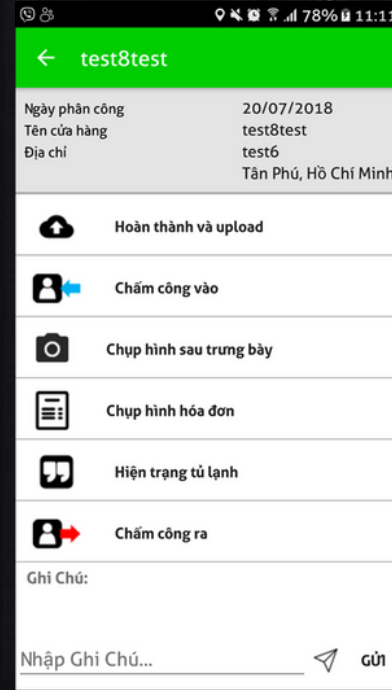 78% 11:11
test8test
Ngày phân công 20/07/2018
Tên cửa hàng test8test
Địa chỉ test6
Tân Phú, Hồ Chí Minh
Hoàn thành và upload
Chấm công vào
Chụp hình sau trưng bày
Chụp hình hóa đơn
Hiện trạng tủ lạnh
Chấm công ra
Ghi Chú:
Nhập Ghi Chú... GỬI